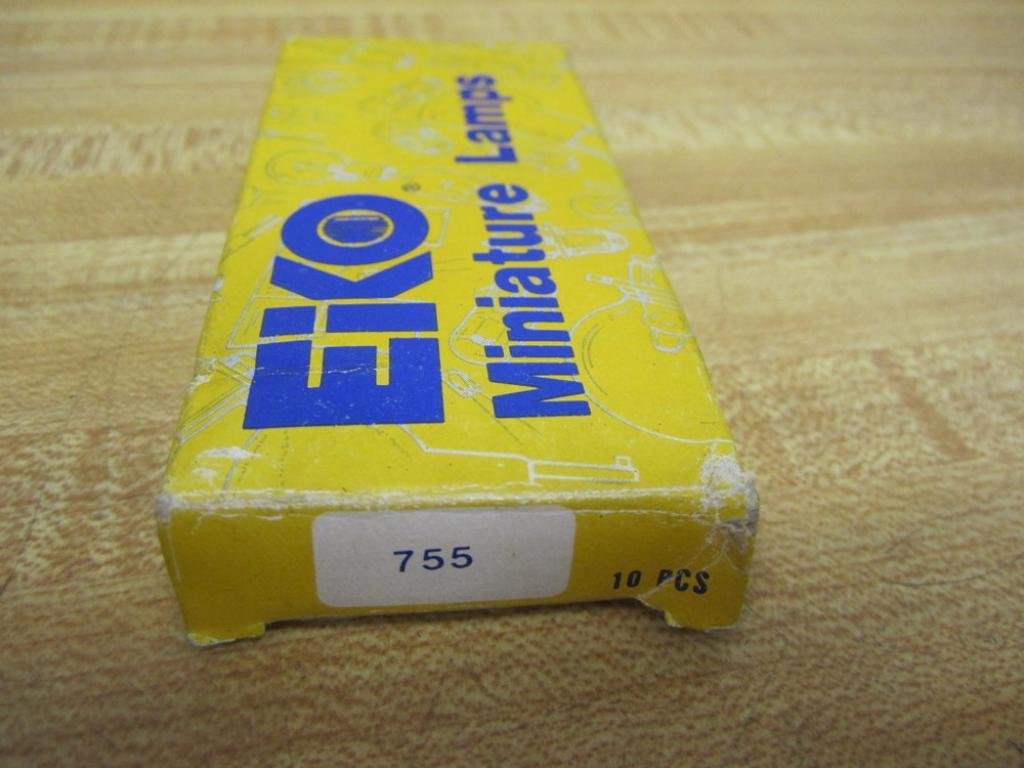 EiKO®
Miniature Lamps
755
10 PCS